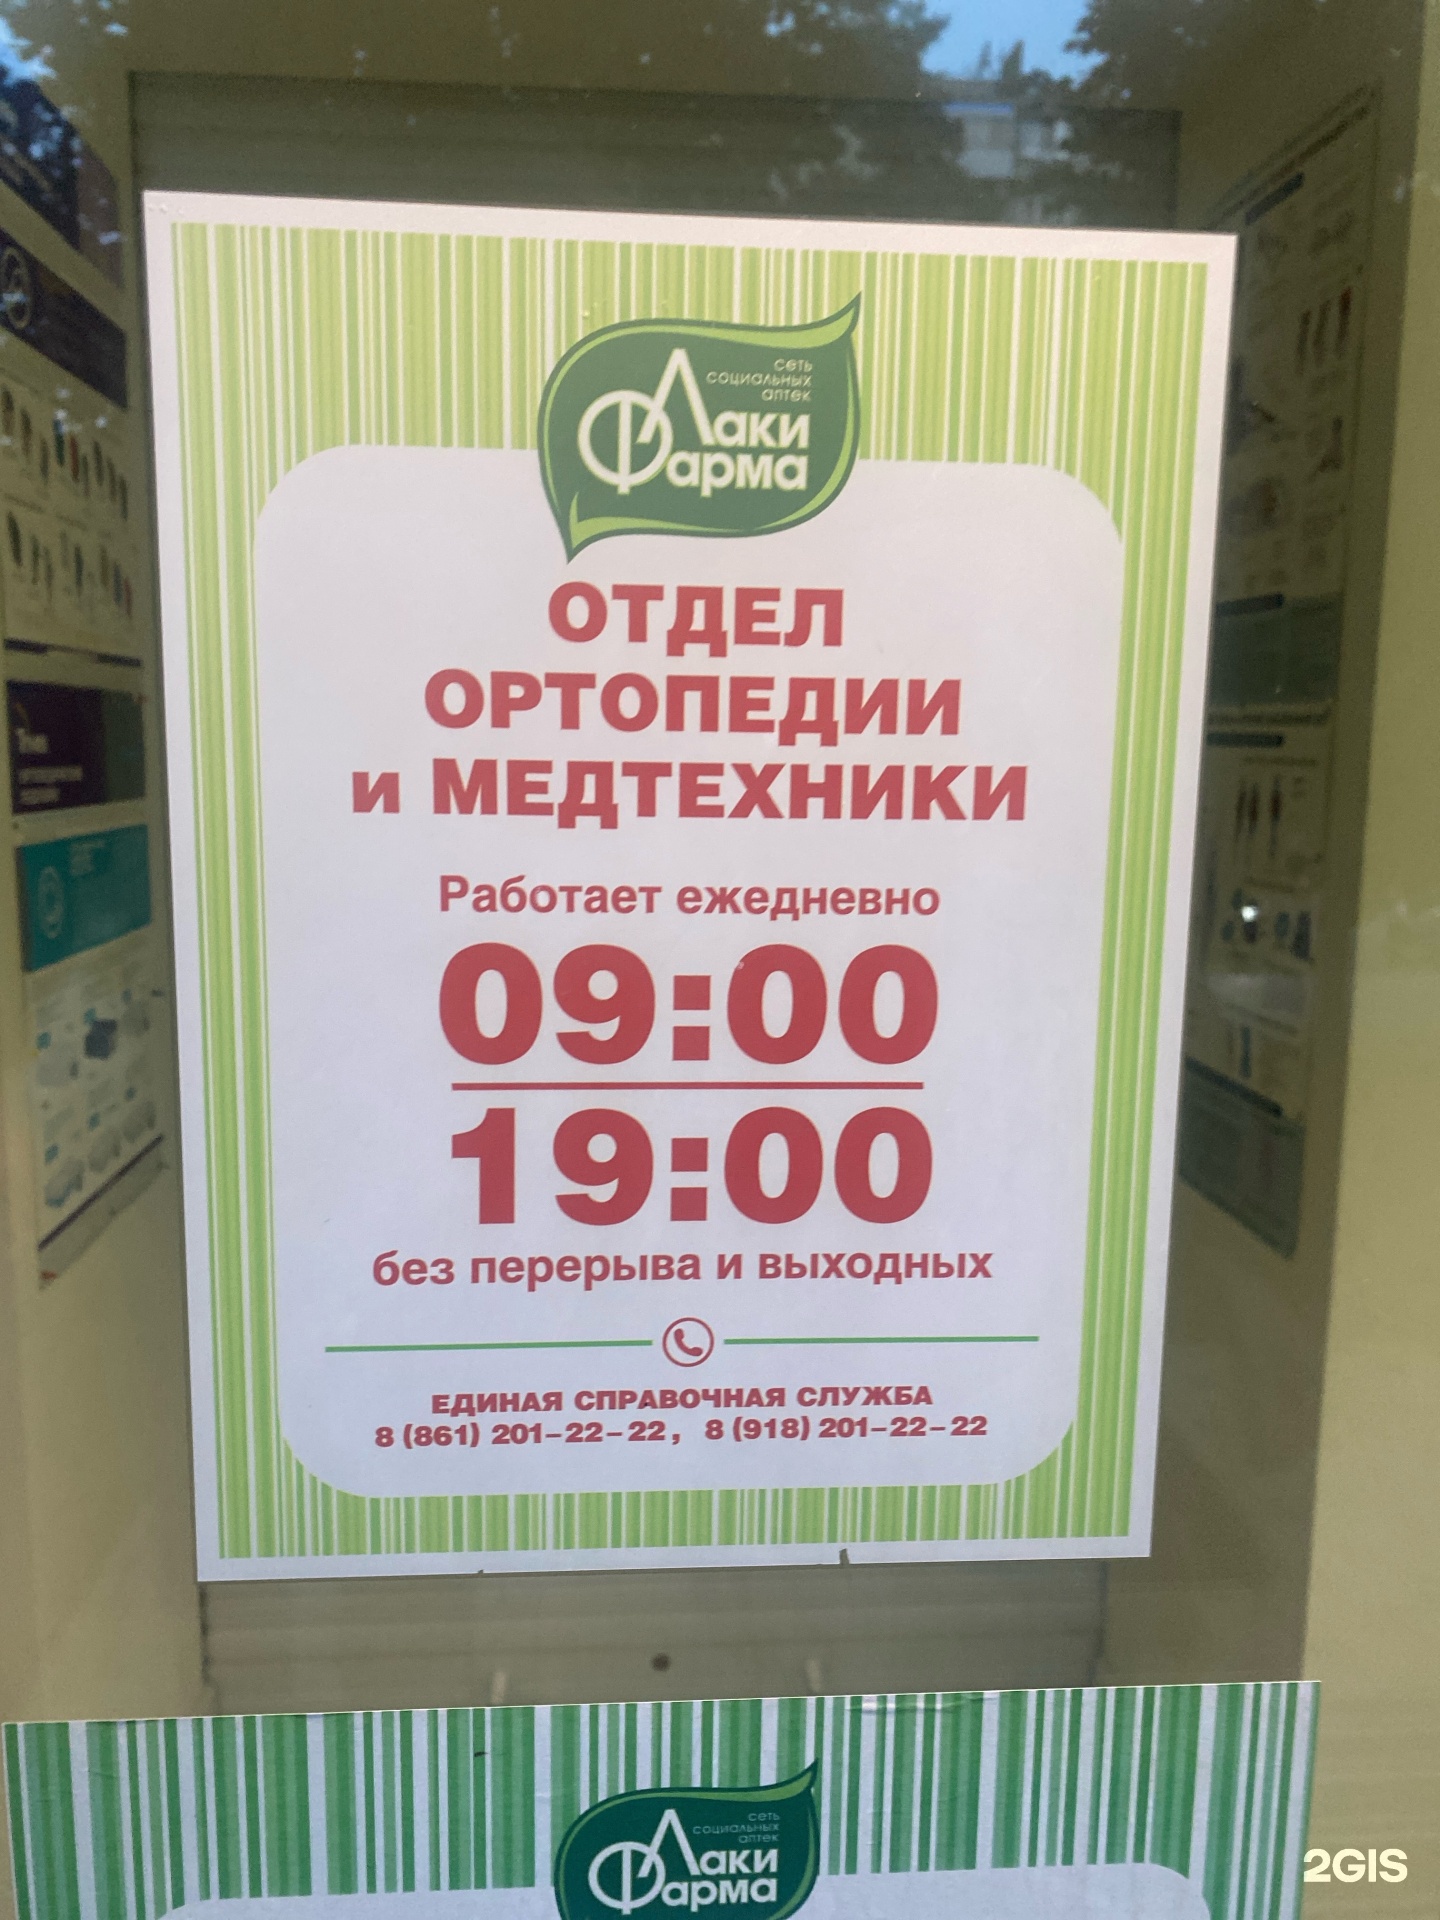 сеть
социальных
аптек
Лаки
Фарма
ОТДЕЛ
ОРТОПЕДИИ
и МЕДТЕХНИКИ
Работает ежедневно
09:00
19:00
без перерыва и выходных
ЕДИНАЯ СПРАВОЧНАЯ СЛУЖБА
8 (861) 201-22-22, 8 (918) 201-22-22
сеть
социальных
аптек
Лаки
Фарма
2GIS